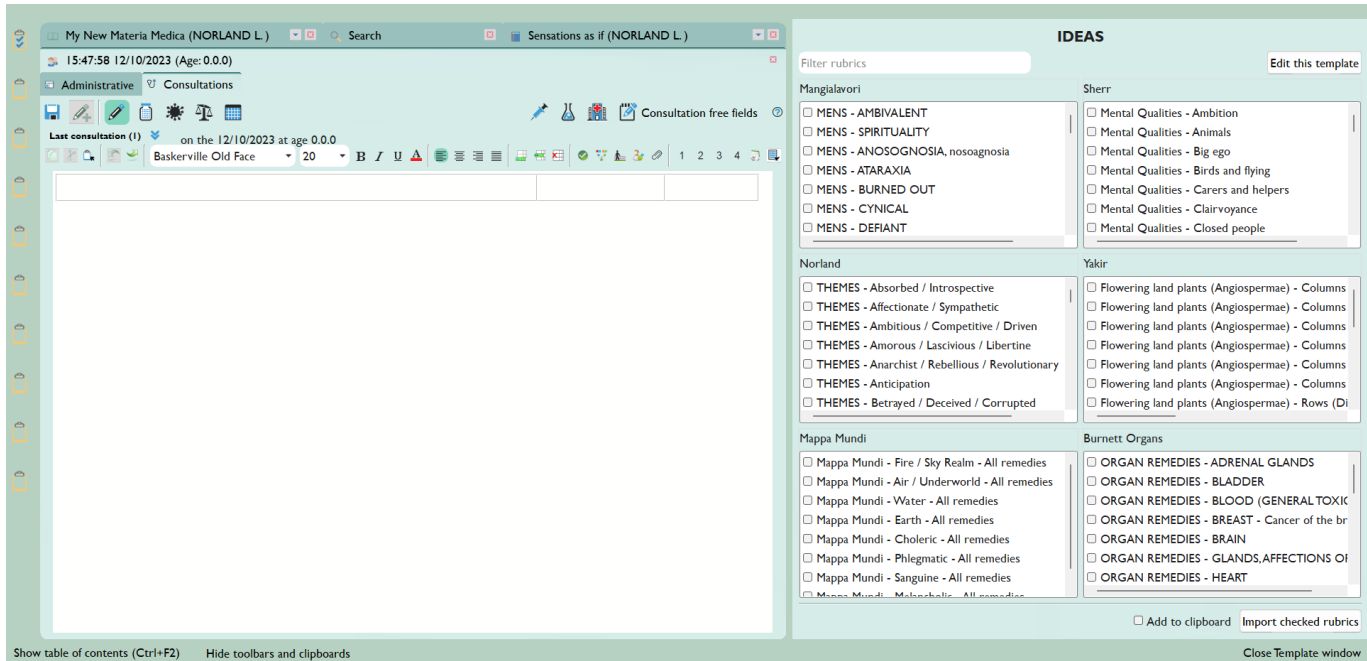 My New Materia Medica (NORLAND L.)
Search
Sensations as if (NORLAND L.)
15:47:58 12/10/2023 (Age: 0.0.0)
Administrative
Consultations
Consultation free fields
Last consultation (1)
on the 12/10/2023 at age 0.0.0
Baskerville Old Face
20
B I U A
1 2 3 4
IDEAS
Filter rubrics
Edit this template
Mangialavori
MENS - AMBIVALENT
MENS - SPIRITUALITY
MENS - ANOSOGNOSIA, nosoagnosia
MENS - ATARAXIA
MENS - BURNED OUT
MENS - CYNICAL
MENS - DEFIANT
Sherr
Mental Qualities - Ambition
Mental Qualities - Animals
Mental Qualities - Big ego
Mental Qualities - Birds and flying
Mental Qualities - Carers and helpers
Mental Qualities - Clairvoyance
Mental Qualities - Closed people
Norland
THEMES - Absorbed / Introspective
THEMES - Affectionate / Sympathetic
THEMES - Ambitious / Competitive / Driven
THEMES - Amorous / Lascivious / Libertine
THEMES - Anarchist / Rebellious / Revolutionary
THEMES - Anticipation
THEMES - Betrayed / Deceived / Corrupted
Yakir
Flowering land plants (Angiospermae) - Columns
Flowering land plants (Angiospermae) - Columns
Flowering land plants (Angiospermae) - Columns
Flowering land plants (Angiospermae) - Columns
Flowering land plants (Angiospermae) - Columns
Flowering land plants (Angiospermae) - Columns
Flowering land plants (Angiospermae) - Rows (Di
Mappa Mundi
Mappa Mundi - Fire / Sky Realm - All remedies
Mappa Mundi - Air / Underworld - All remedies
Mappa Mundi - Water - All remedies
Mappa Mundi - Earth - All remedies
Mappa Mundi - Choleric - All remedies
Mappa Mundi - Phlegmatic - All remedies
Mappa Mundi - Sanguine - All remedies
Mappa Mundi - Melancholic - All remedies
Burnett Organs
ORGAN REMEDIES - ADRENAL GLANDS
ORGAN REMEDIES - BLADDER
ORGAN REMEDIES - BLOOD (GENERAL TOXIC
ORGAN REMEDIES - BREAST - Cancer of the br
ORGAN REMEDIES - BRAIN
ORGAN REMEDIES - GLANDS, AFFECTIONS OF
ORGAN REMEDIES - HEART
Add to clipboard
Import checked rubrics
Show table of contents (Ctrl+F2)
Hide toolbars and clipboards
Close Template window